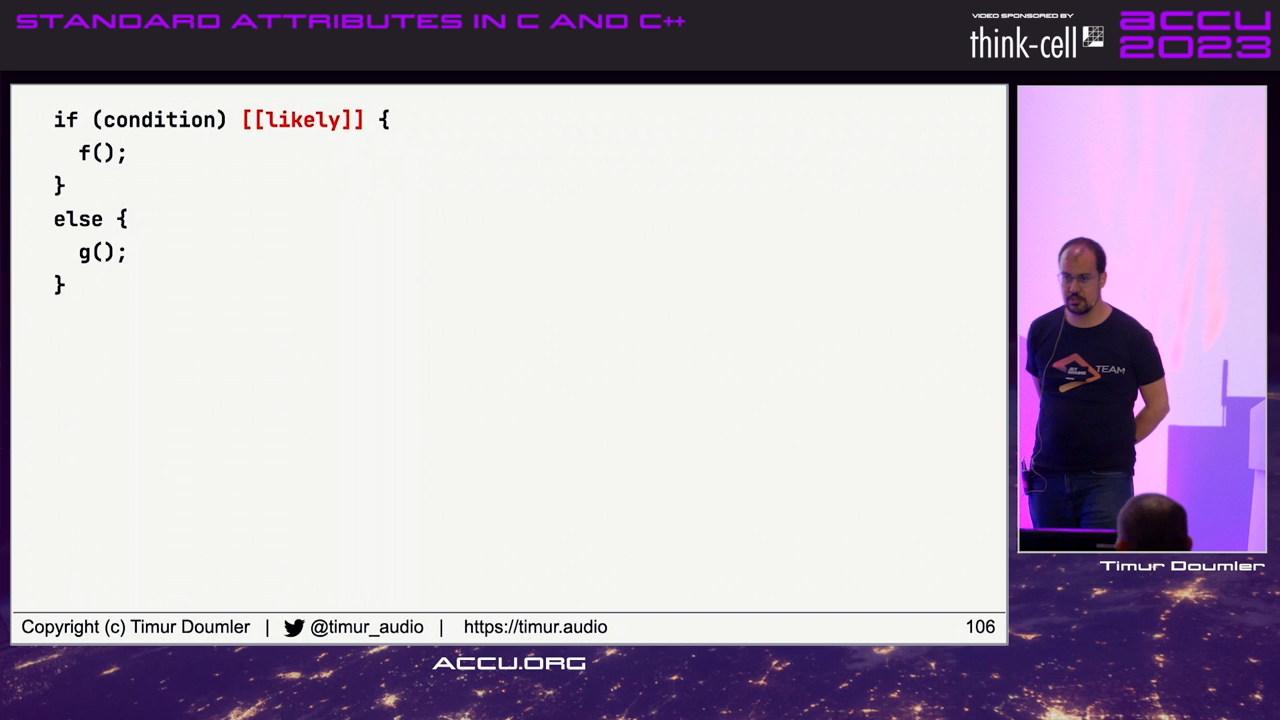 STANDARD ATTRIBUTES IN C AND C++
VIDEO SPONSORED BY
think-cell
ACCU
2023
if (condition) [[likely]] {
f();
}
else {
g();
}
TEAM
Timur Doumler
Copyright (c) Timur Doumler | @timur_audio | https://timur.audio
106
ACCU.ORG